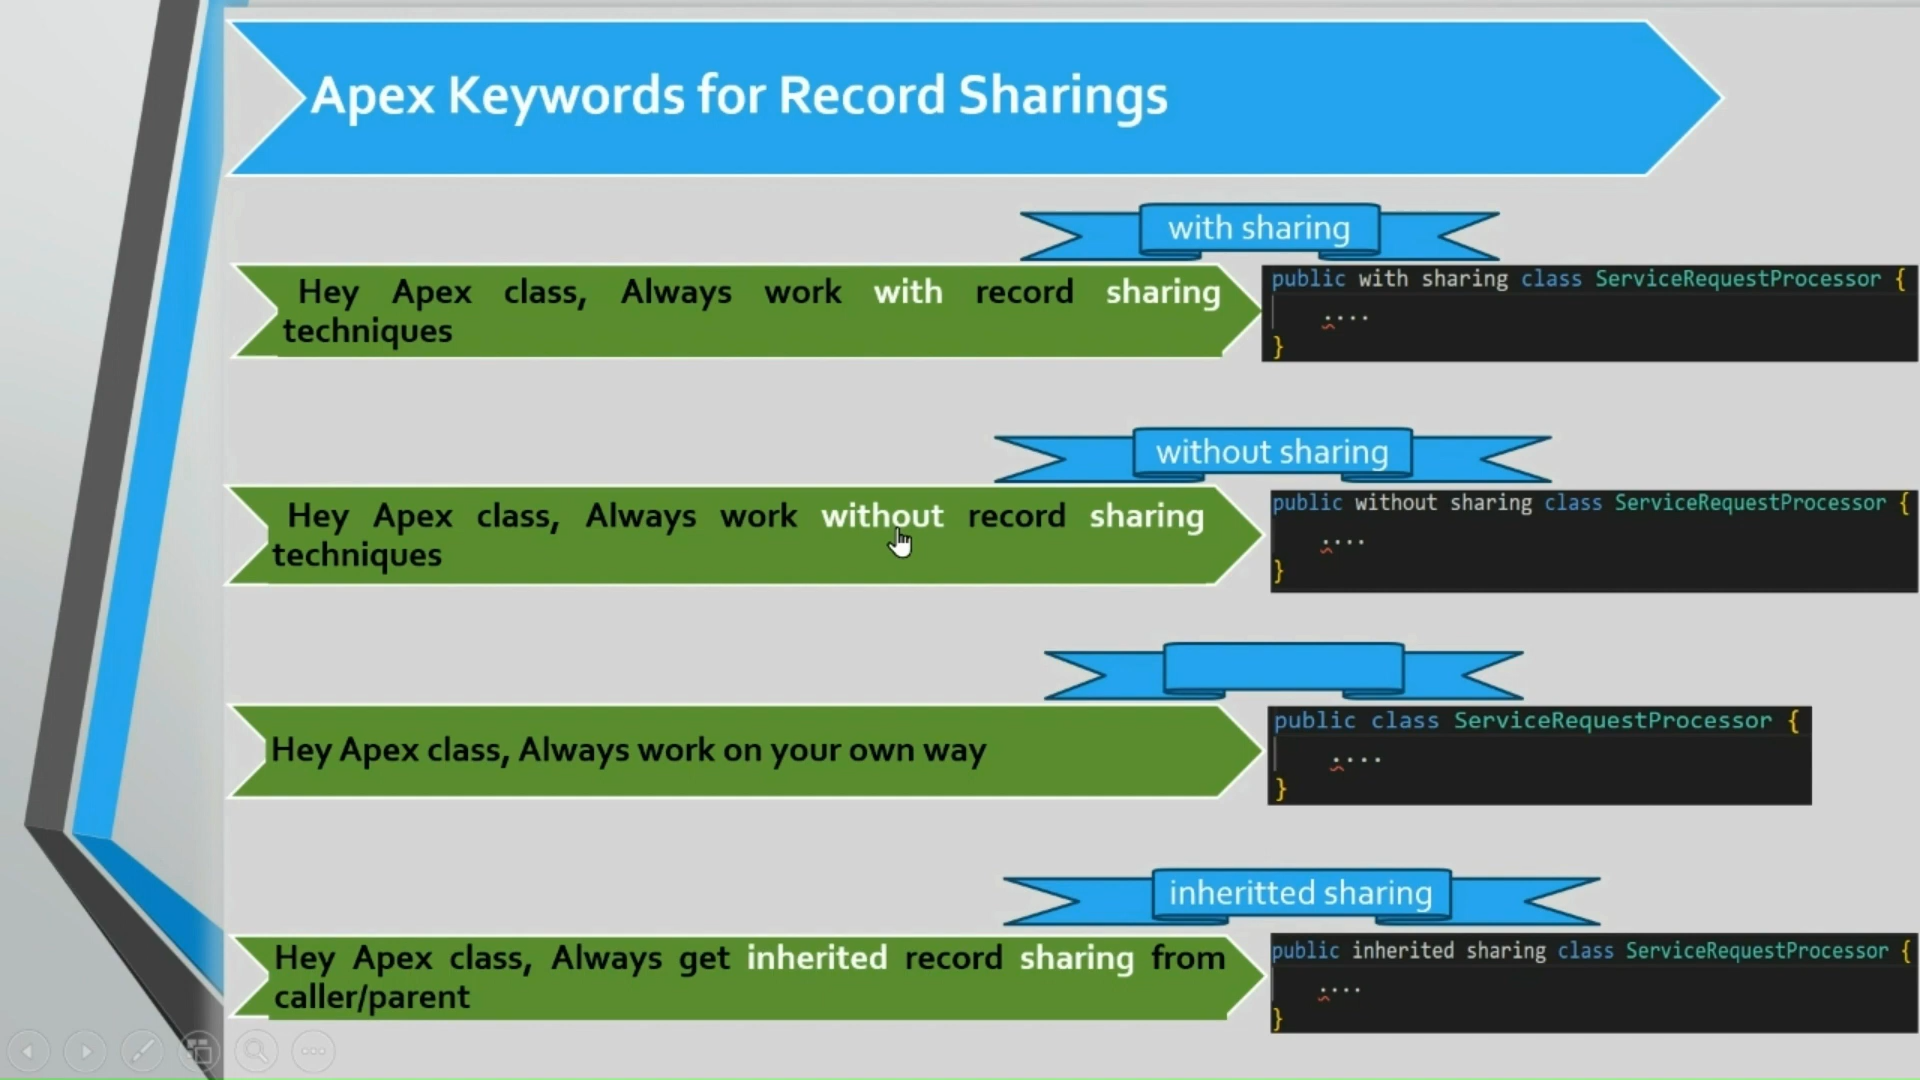 Apex Keywords for Record Sharings
with sharing
Hey Apex class, Always work with record sharing
techniques
public with sharing class ServiceRequestProcessor {
....
}
without sharing
Hey Apex class, Always work without record sharing
techniques
public without sharing class ServiceRequestProcessor {
....
}
Hey Apex class, Always work on your own way
public class ServiceRequestProcessor {
....
}
inheritted sharing
Hey Apex class, Always get inherited record sharing from
caller/parent
public inherited sharing class ServiceRequestProcessor {
....
}